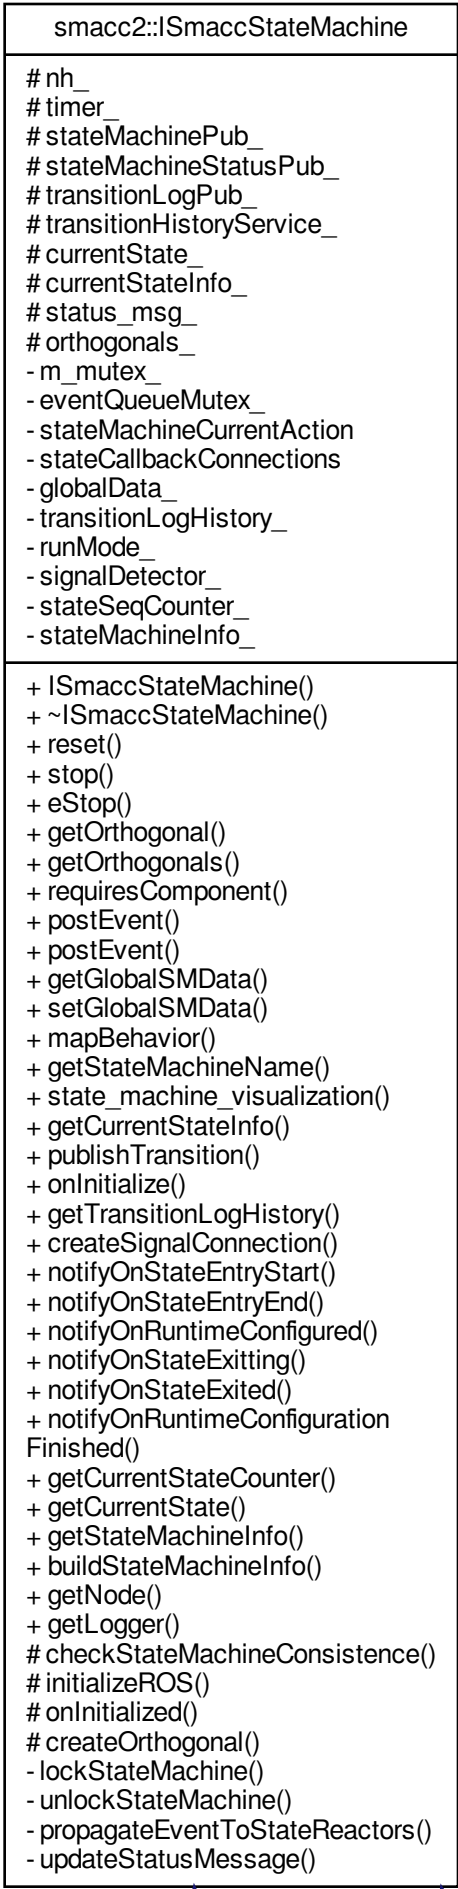 smacc2::ISmaccStateMachine
# nh_
# timer_
# stateMachinePub_
# stateMachineStatusPub_
# transitionLogPub_
# transitionHistoryService_
# currentState_
# currentStateInfo_
# status_msg_
# orthogonals_
- m_mutex_
- eventQueueMutex_
- stateMachineCurrentAction
- stateCallbackConnections
- globalData_
- transitionLogHistory_
- runMode_
- signalDetector_
- stateSeqCounter_
- stateMachineInfo_
+ ISmaccStateMachine()
+ ~ISmaccStateMachine()
+ reset()
+ stop()
+ eStop()
+ getOrthogonal()
+ getOrthogonals()
+ requiresComponent()
+ postEvent()
+ postEvent()
+ getGlobalSMData()
+ setGlobalSMData()
+ mapBehavior()
+ getStateMachineName()
+ state_machine_visualization()
+ getCurrentStateInfo()
+ publishTransition()
+ onInitialize()
+ getTransitionLogHistory()
+ createSignalConnection()
+ notifyOnStateEntryStart()
+ notifyOnStateEntryEnd()
+ notifyOnRuntimeConfigured()
+ notifyOnStateExitting()
+ notifyOnStateExited()
+ notifyOnRuntimeConfiguration
Finished()
+ getCurrentStateCounter()
+ getCurrentState()
+ getStateMachineInfo()
+ buildStateMachineInfo()
+ getNode()
+ getLogger()
# checkStateMachineConsistence()
# initializeROS()
# onInitialized()
# createOrthogonal()
- lockStateMachine()
- unlockStateMachine()
- propagateEventToStateReactors()
- updateStatusMessage()